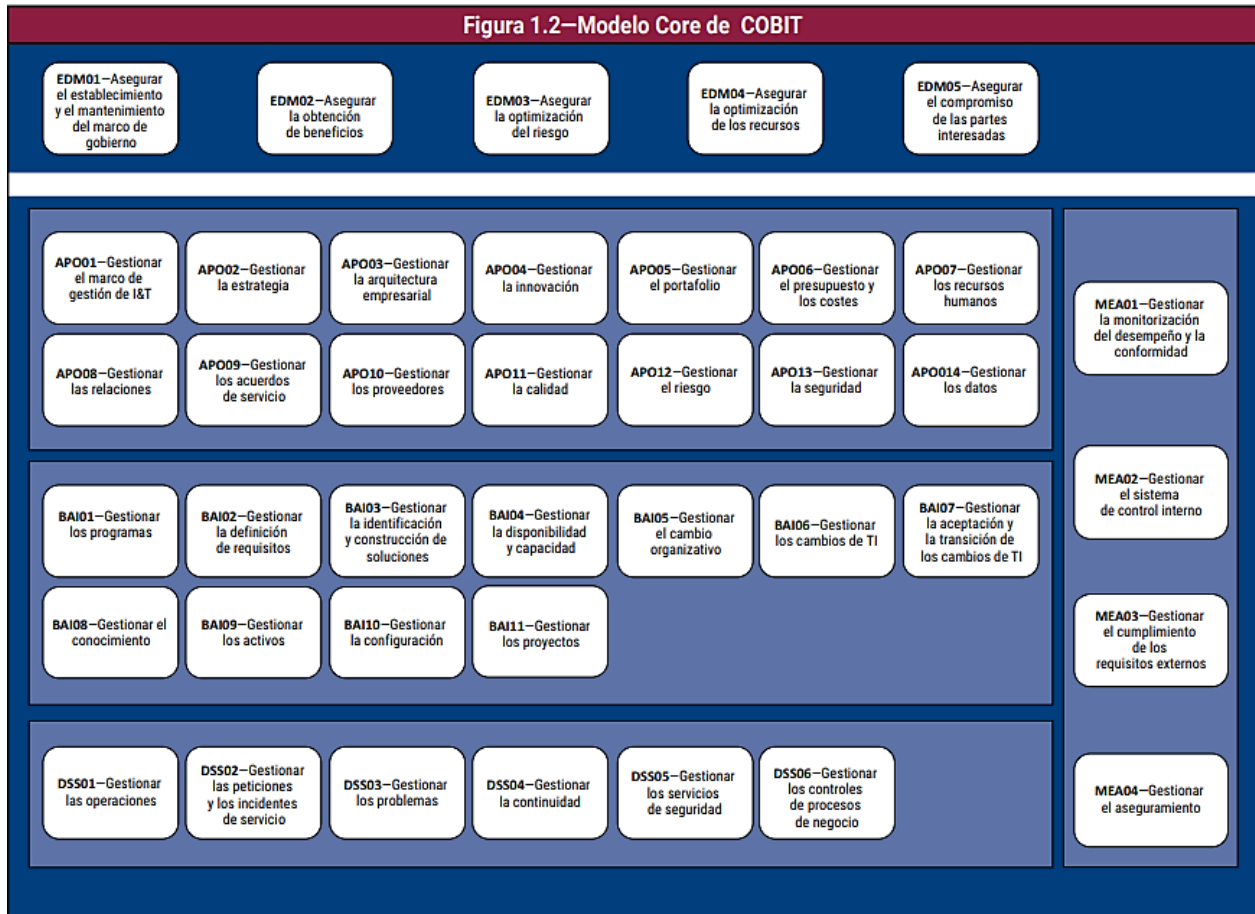 Figura 1.2—Modelo Core de COBIT
EDM01—Asegurar
el establecimiento
y el mantenimiento
del marco de
gobierno
EDM02—Asegurar
la obtención
de beneficios
EDM03—Asegurar
la optimización
del riesgo
EDM04—Asegurar
la optimización
de los recursos
EDM05—Asegurar
el compromiso
de las partes
interesadas
APO01—Gestionar
el marco de
gestión de I&T
APO02—Gestionar
la estrategia
APO03—Gestionar
la arquitectura
empresarial
APO04—Gestionar
la innovación
APO05—Gestionar
el portafolio
APO06—Gestionar
el presupuesto y
los costes
APO07—Gestionar
los recursos
humanos
APO08—Gestionar
las relaciones
APO09—Gestionar
los acuerdos
de servicio
APO10—Gestionar
los proveedores
APO11—Gestionar
la calidad
APO12—Gestionar
el riesgo
APO13—Gestionar
la seguridad
APO014—Gestionar
los datos
BAI01—Gestionar
los programas
BAI02—Gestionar
la definición
de requisitos
BAI03—Gestionar
la identificación
y construcción de
soluciones
BAI04—Gestionar
la disponibilidad
y capacidad
BAI05—Gestionar
el cambio
organizativo
BAI06—Gestionar
los cambios de TI
BAI07—Gestionar
la aceptación y
la transición de
los cambios de TI
BAI08—Gestionar el
conocimiento
BAI09—Gestionar
los activos
BAI10—Gestionar
la configuración
BAI11—Gestionar
los proyectos
DSS01—Gestionar
las operaciones
DSS02—Gestionar
las peticiones
y los incidentes
de servicio
DSS03—Gestionar
los problemas
DSS04—Gestionar
la continuidad
DSS05—Gestionar
los servicios
de seguridad
DSS06—Gestionar
los controles
de procesos
de negocio
MEA01—Gestionar
la monitorización
del desempeño y la
conformidad
MEA02—Gestionar
el sistema
de control interno
MEA03—Gestionar
el cumplimiento
de los
requisitos externos
MEA04—Gestionar
el aseguramiento